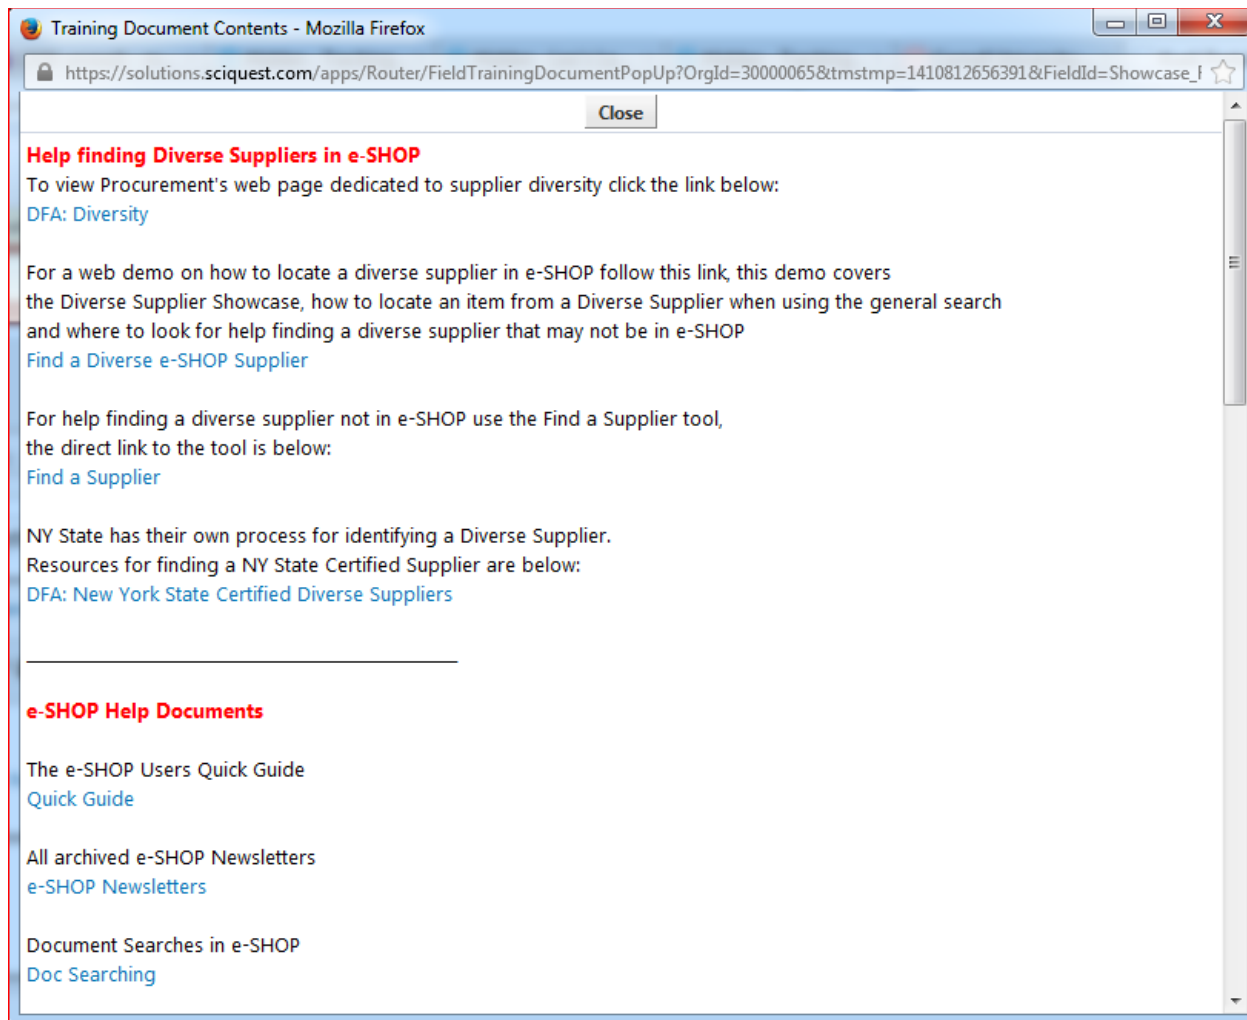 Training Document Contents - Mozilla Firefox
https://solutions.sciquest.com/apps/Router/FieldTrainingDocumentPopUp?OrgId=30000065&tmstmp=1410812656391&FieldId=Showcase_
Close
Help finding Diverse Suppliers in e-SHOP
To view Procurement's web page dedicated to supplier diversity click the link below:
DFA: Diversity
For a web demo on how to locate a diverse supplier in e-SHOP follow this link, this demo covers
the Diverse Supplier Showcase, how to locate an item from a Diverse Supplier when using the general search
and where to look for help finding a diverse supplier that may not be in e-SHOP
Find a Diverse e-SHOP Supplier
For help finding a diverse supplier not in e-SHOP use the Find a Supplier tool,
the direct link to the tool is below:
Find a Supplier
NY State has their own process for identifying a Diverse Supplier.
Resources for finding a NY State Certified Supplier are below:
DFA: New York State Certified Diverse Suppliers
e-SHOP Help Documents
The e-SHOP Users Quick Guide
Quick Guide
All archived e-SHOP Newsletters
e-SHOP Newsletters
Document Searches in e-SHOP
Doc Searching